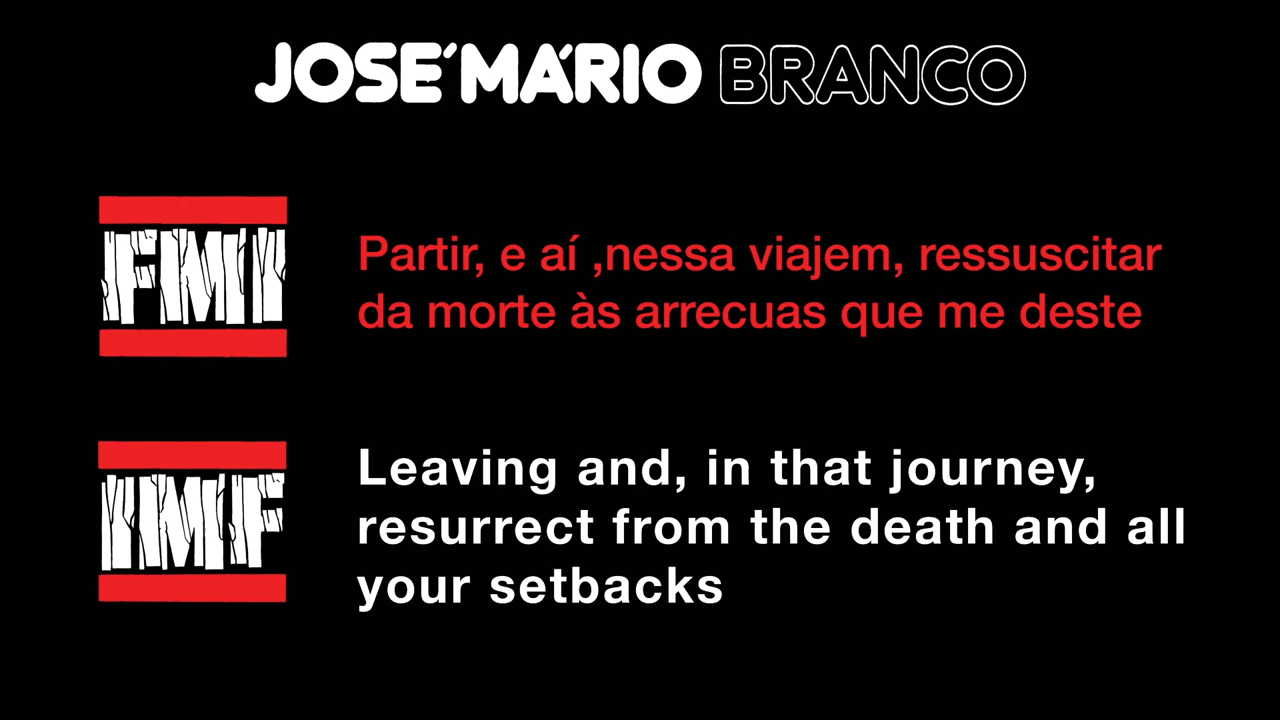 JOSÉ MÁRIO BRANCO
FMI
Partir, e aí ,nessa viajem, ressuscitar
da morte às arrecuas que me deste
IMF
Leaving and, in that journey,
resurrect from the death and all
your setbacks